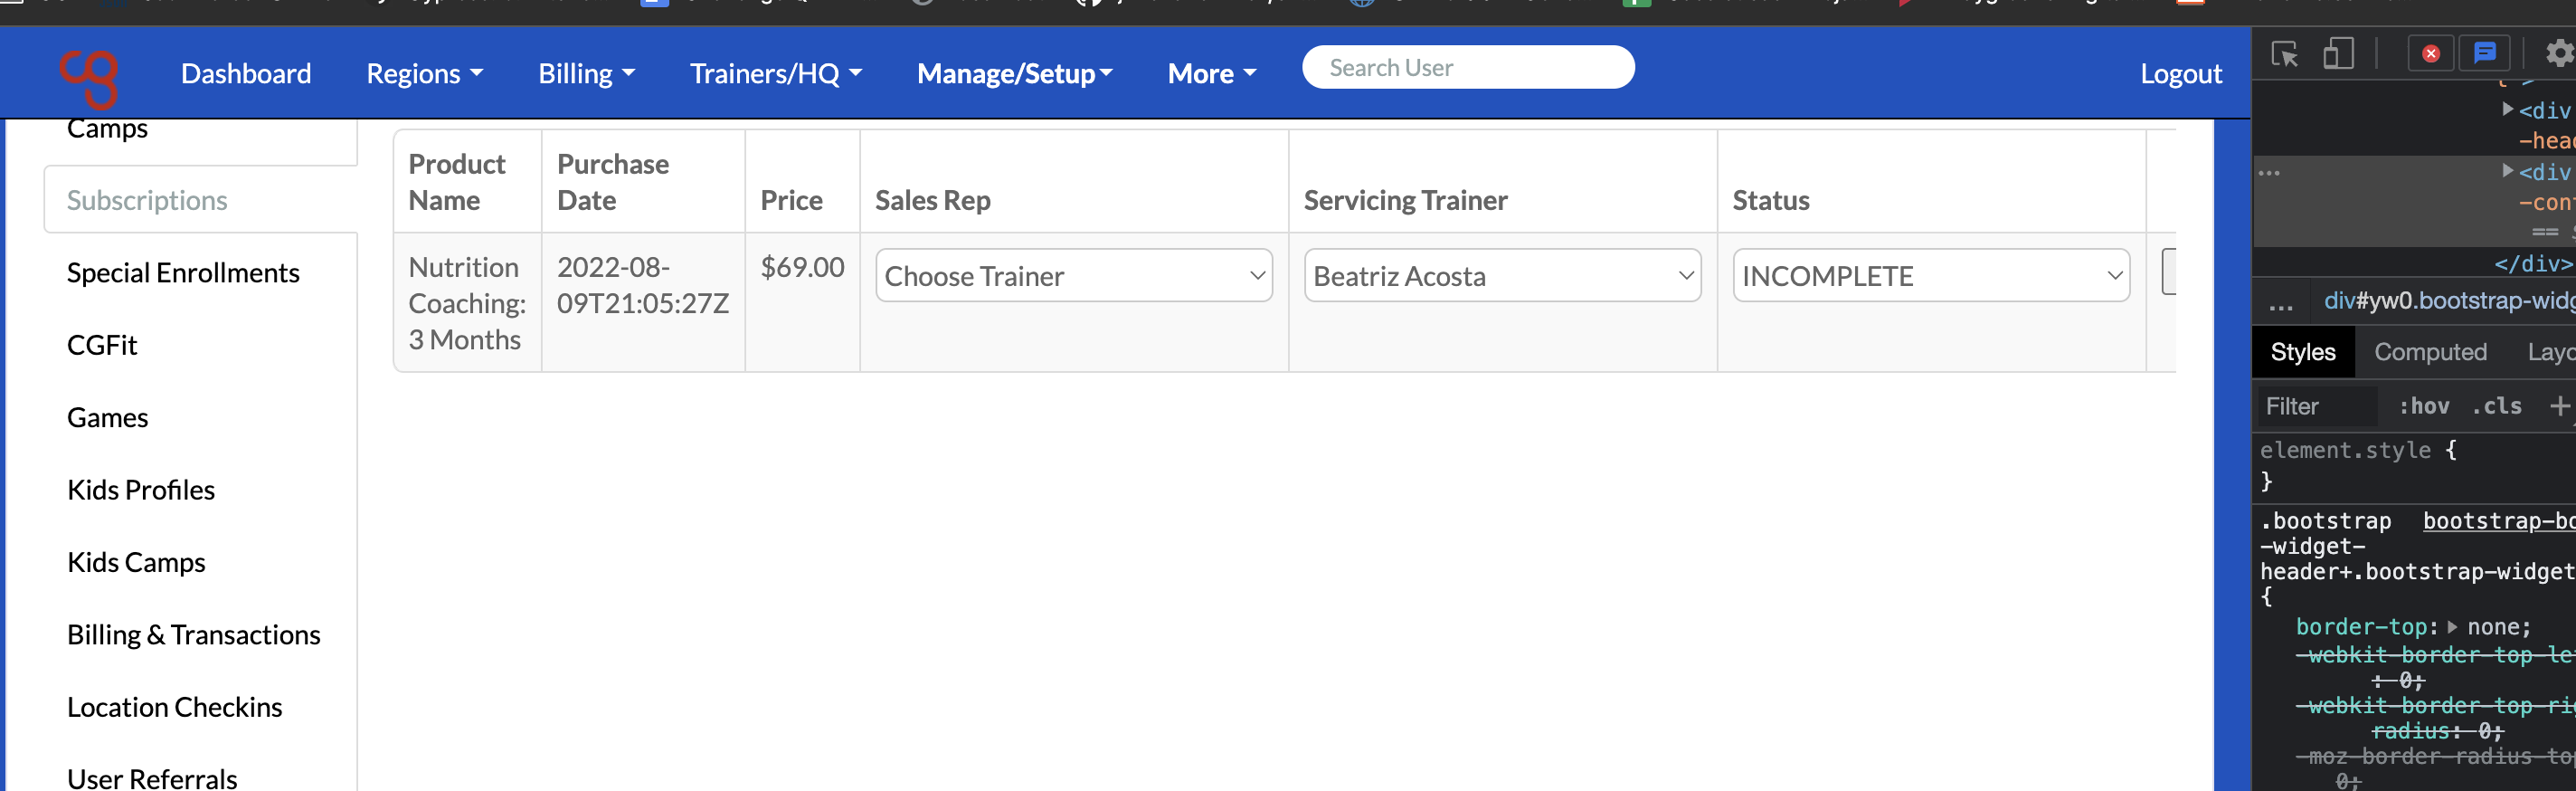 Dashboard Regions Billing Trainers/HQ Manage/Setup More Search User Logout
Camps
Subscriptions
Special Enrollments
CGFit
Games
Kids Profiles
Kids Camps
Billing & Transactions
Location Checkins
User Referrals
Product Name
Purchase Date
Price
Sales Rep
Servicing Trainer
Status
Nutrition
Coaching:
3 Months
2022-08-
09T21:05:27Z
$69.00
Choose Trainer
Beatriz Acosta
INCOMPLETE
<div
-head
... <div
-con
==
</div>
... div#yw0.bootstrap-widg
Styles Computed Layo
Filter :hov .cls +
element.style {
}
.bootstrap bootstrap-bo
-widget-
header+.bootstrap-widget
{
border-top: none;
-webkit-border-top-le
: 0;
-webkit-border-top-ri
radius: 0;
-moz-border-radius-top
0;